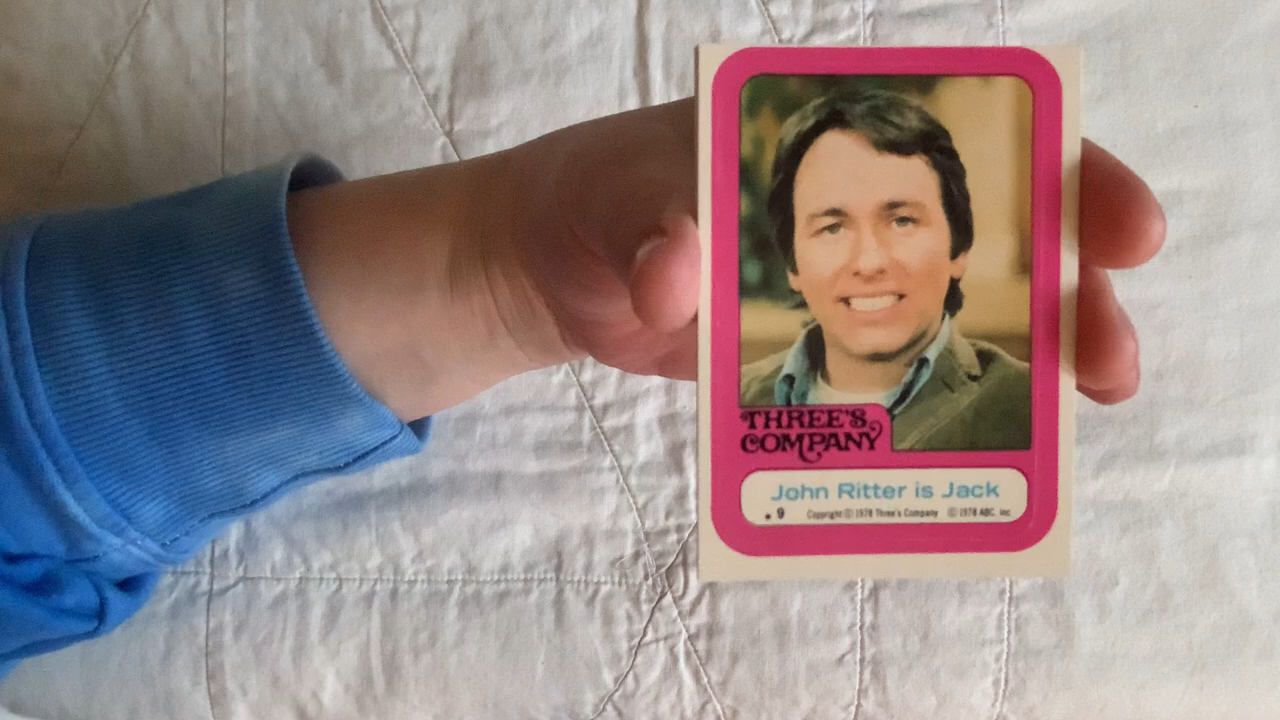 THREE'S
COMPANY
John Ritter is Jack
. 9 Copyright © 1978 Three's Company © 1978 ABC, Inc.